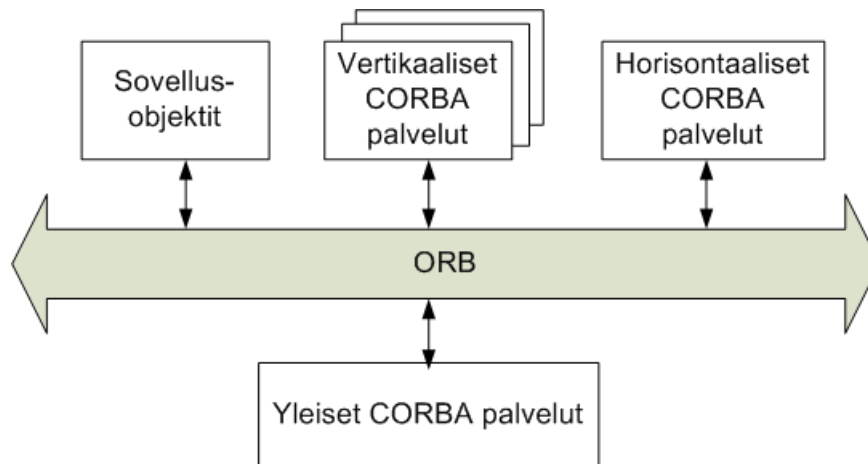 Sovellus-
objektit
Vertikaaliset
CORBA
palvelut
Horisontaaliset
CORBA
palvelut
ORB
Yleiset CORBA palvelut